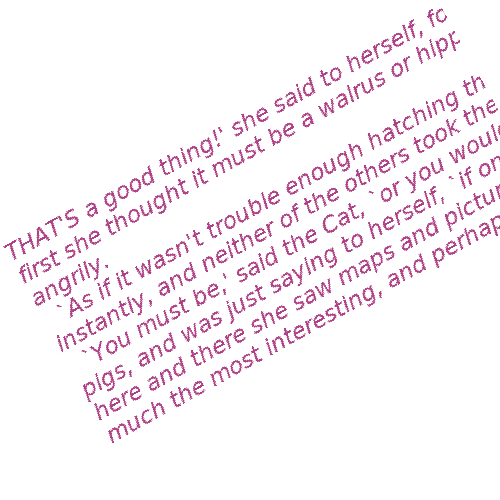 THAT'S a good thing!' she said to herself, fo
first she thought it must be a walrus or hipp
angrily.
`As if it wasn't trouble enough hatching th
instantly, and neither of the others took the
`You must be,' said the Cat, `or you would
pigs, and was just saying to herself, `if on
here and there she saw maps and pictur
much the most interesting, and perhap